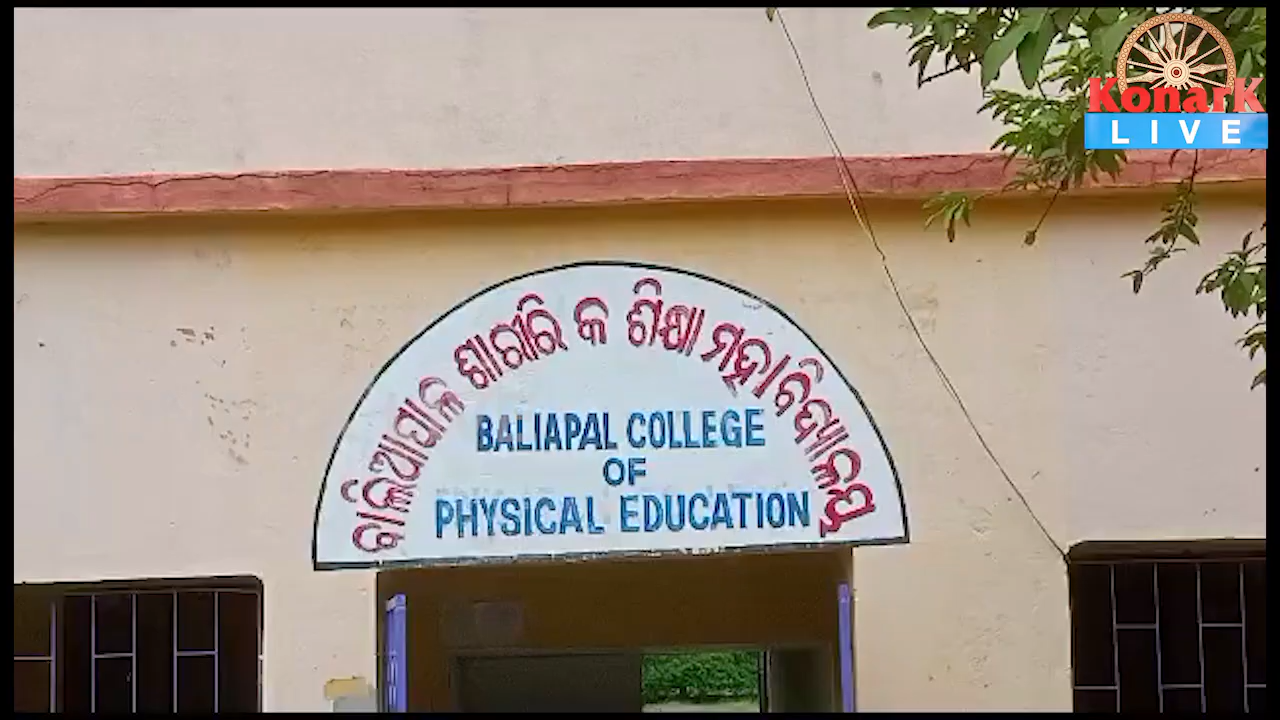 KonarK
LIVE
ବାଲିଆପାଳ ଶାରୀରିକ ଶିକ୍ଷା ମହାବିଦ୍ୟାଳୟ
BALIAPAL COLLEGE
OF
PHYSICAL EDUCATION